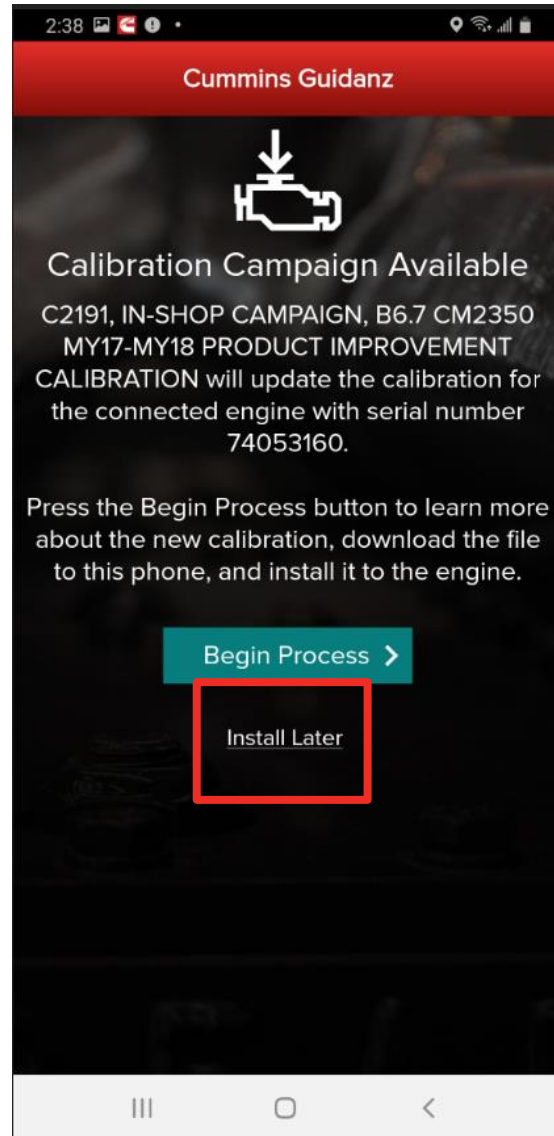 2:38
Cummins Guidanz
Calibration Campaign Available
C2191, IN-SHOP CAMPAIGN, B6.7 CM2350
MY17-MY18 PRODUCT IMPROVEMENT
CALIBRATION will update the calibration for
the connected engine with serial number
74053160.
Press the Begin Process button to learn more
about the new calibration, download the file
to this phone, and install it to the engine.
Begin Process
Install Later